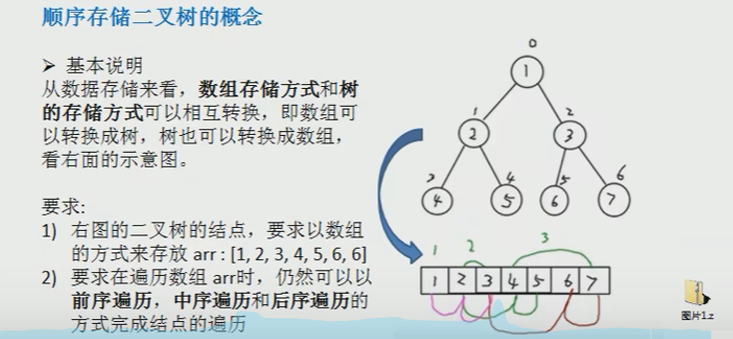 顺序存储二叉树的概念
➢ 基本说明
从数据存储来看，数组存储方式和树
的存储方式可以相互转换，即数组可
以转换成树，树也可以转换成数组，
看右面的示意图。
要求:
1) 右图的二叉树的结点，要求以数组
的方式来存放 arr : [1, 2, 3, 4, 5, 6, 6]
2) 要求在遍历数组 arr时，仍然可以以
前序遍历，中序遍历和后序遍历的
方式完成结点的遍历
0
1
1 2
2 3
3 4 5 6
4 5 6 7
1 2 3
1 2 3 4 5 6 7
图片1.z